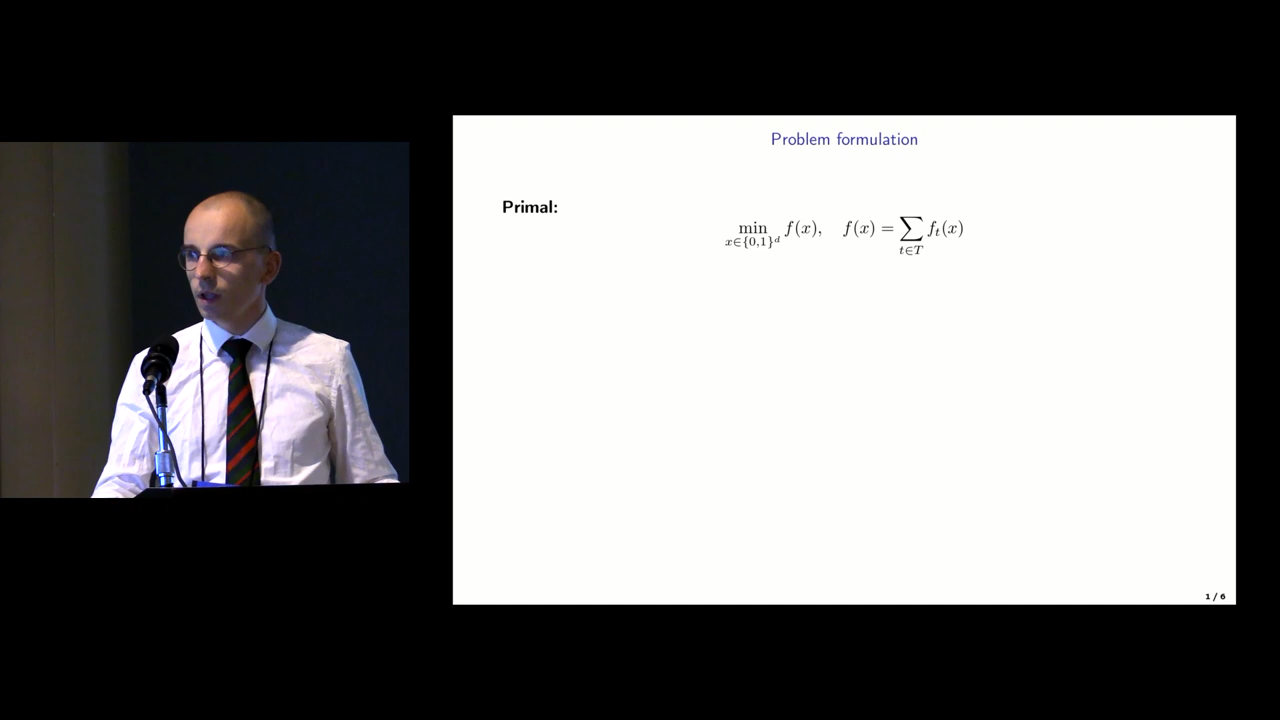 Problem formulation
Primal:
min_{x∈{0,1}^d} f(x), f(x) = ∑_{t∈T} f_t(x)
1 / 6